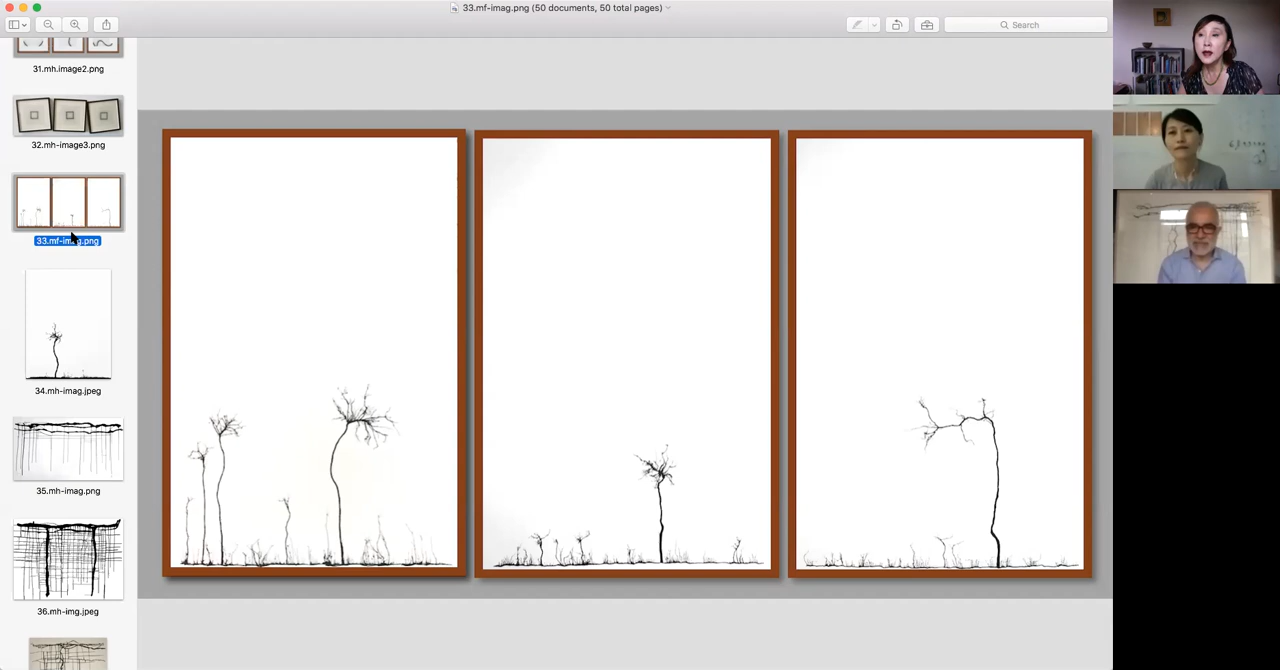 33.mf-imag.png (50 documents, 50 total pages)
Search
31.mh.image2.png
32.mh-image3.png
33.mf-imag.png
34.mh-imag.jpeg
35.mh-imag.png
36.mh-img.jpeg